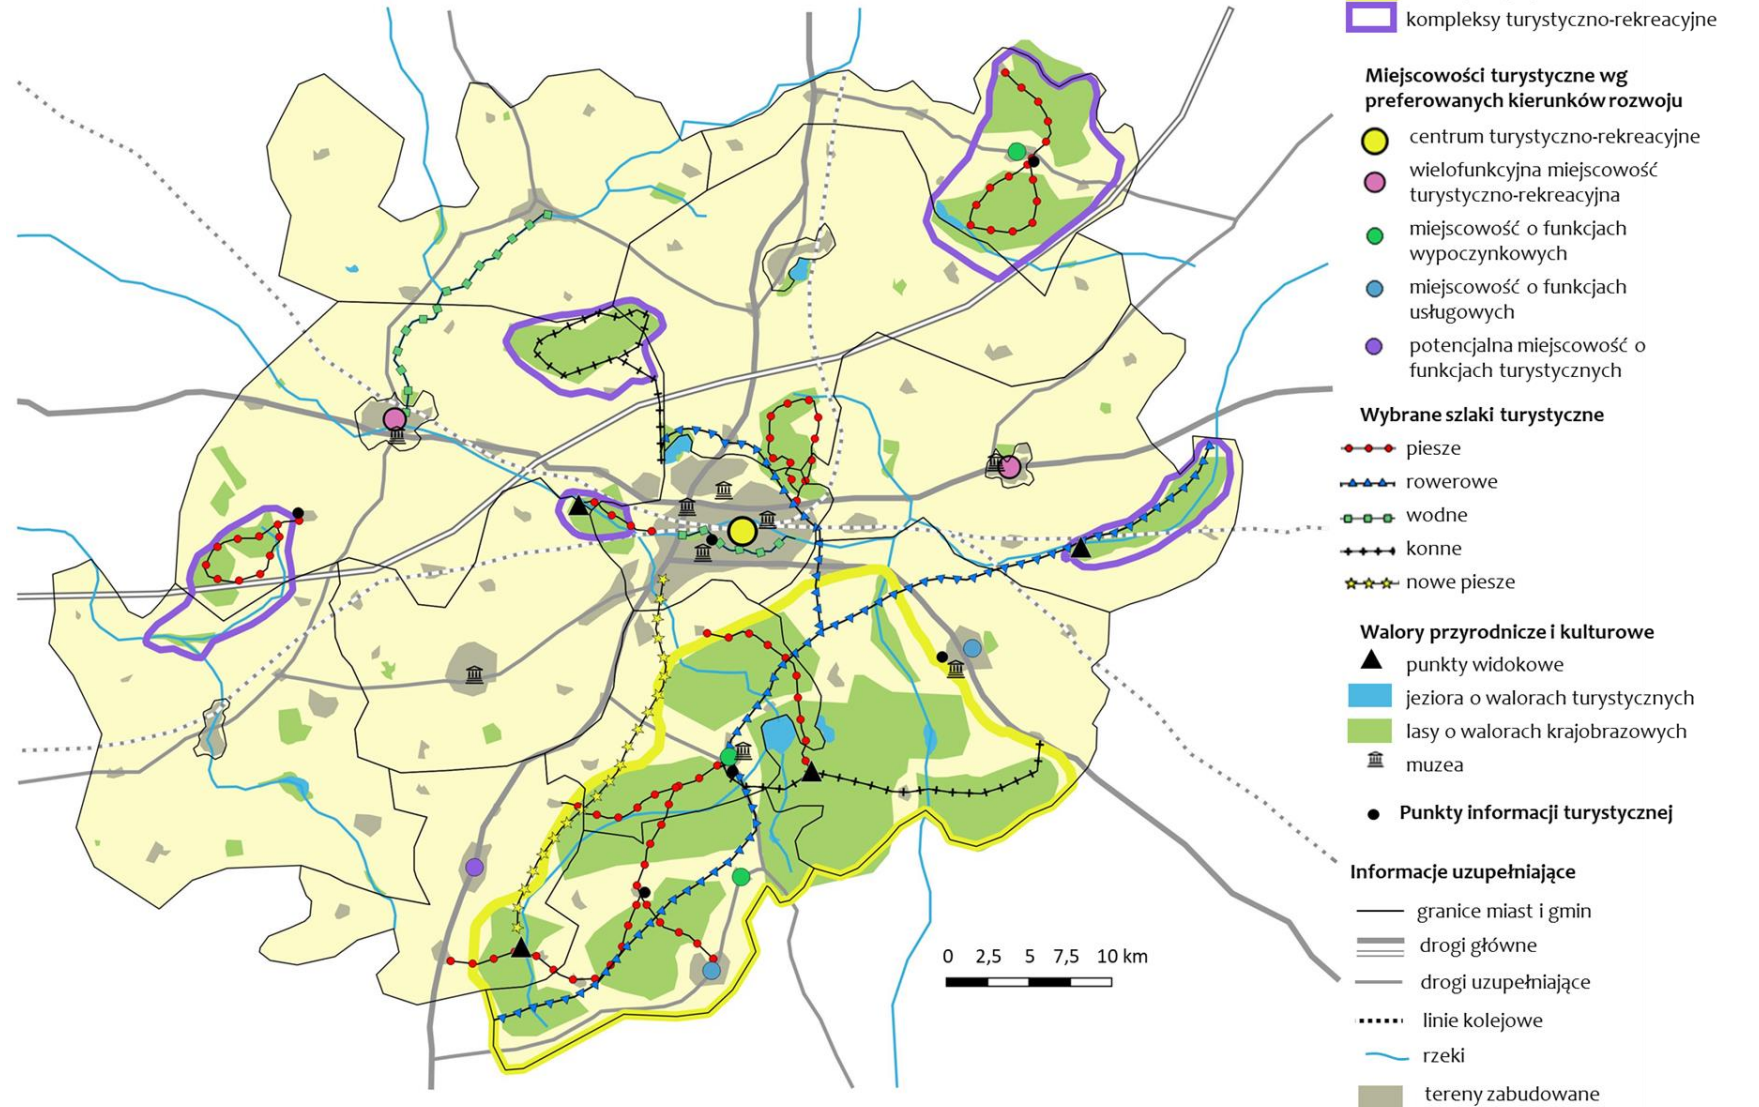 kompleksy turystyczno-rekreacyjne
Miejscowości turystyczne wg
preferowanych kierunków rozwoju
centrum turystyczno-rekreacyjne
wielofunkcyjna miejscowość
turystyczno-rekreacyjna
miejscowość o funkcjach
wypoczynkowych
miejscowość o funkcjach
usługowych
potencjalna miejscowość o
funkcjach turystycznych
Wybrane szlaki turystyczne
piesze
rowerowe
wodne
konne
nowe piesze
Walory przyrodnicze i kulturowe
punkty widokowe
jeziora o walorach turystycznych
lasy o walorach krajobrazowych
muzea
Punkty informacji turystycznej
Informacje uzupełniające
granice miast i gmin
drogi główne
drogi uzupełniające
linie kolejowe
rzeki
tereny zabudowane
0 2,5 5 7,5 10 km